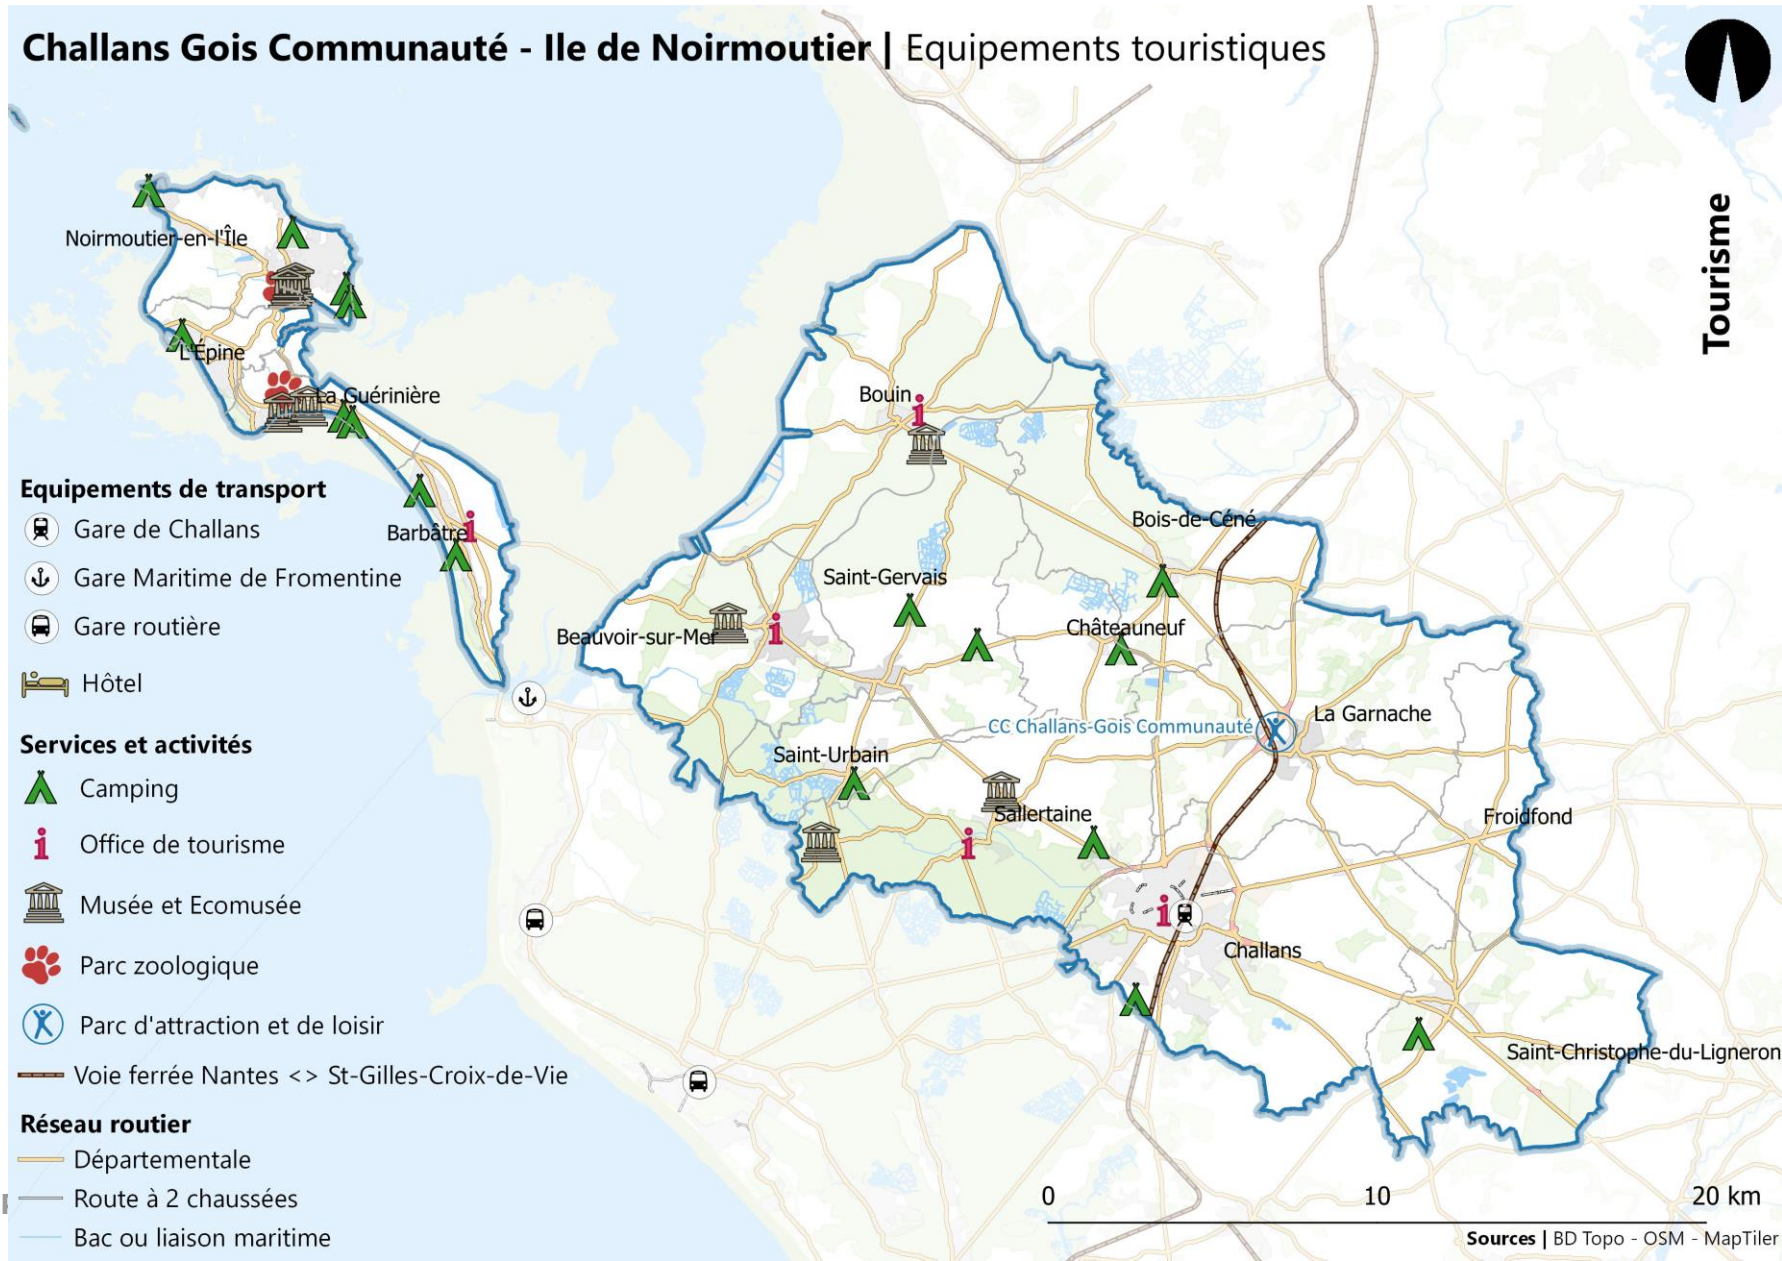 Challans Gois Communauté - Ile de Noirmoutier | Equipements touristiques
Tourisme
Noirmoutier-en-l'Île
L'Épine
La Guérinière
Barbâtre
Bouin
Bois-de-Céné
Saint-Gervais
Beauvoir-sur-Mer
Châteauneuf
La Garnache
CC Challans-Gois Communauté
Saint-Urbain
Sallertaine
Froidfond
Challans
Saint-Christophe-du-Ligneron
Equipements de transport
Gare de Challans
Gare Maritime de Fromentine
Gare routière
Hôtel
Services et activités
Camping
Office de tourisme
Musée et Ecomusée
Parc zoologique
Parc d'attraction et de loisir
Voie ferrée Nantes <> St-Gilles-Croix-de-Vie
Réseau routier
Départementale
Route à 2 chaussées
Bac ou liaison maritime
0 10 20 km
Sources | BD Topo - OSM - MapTiler